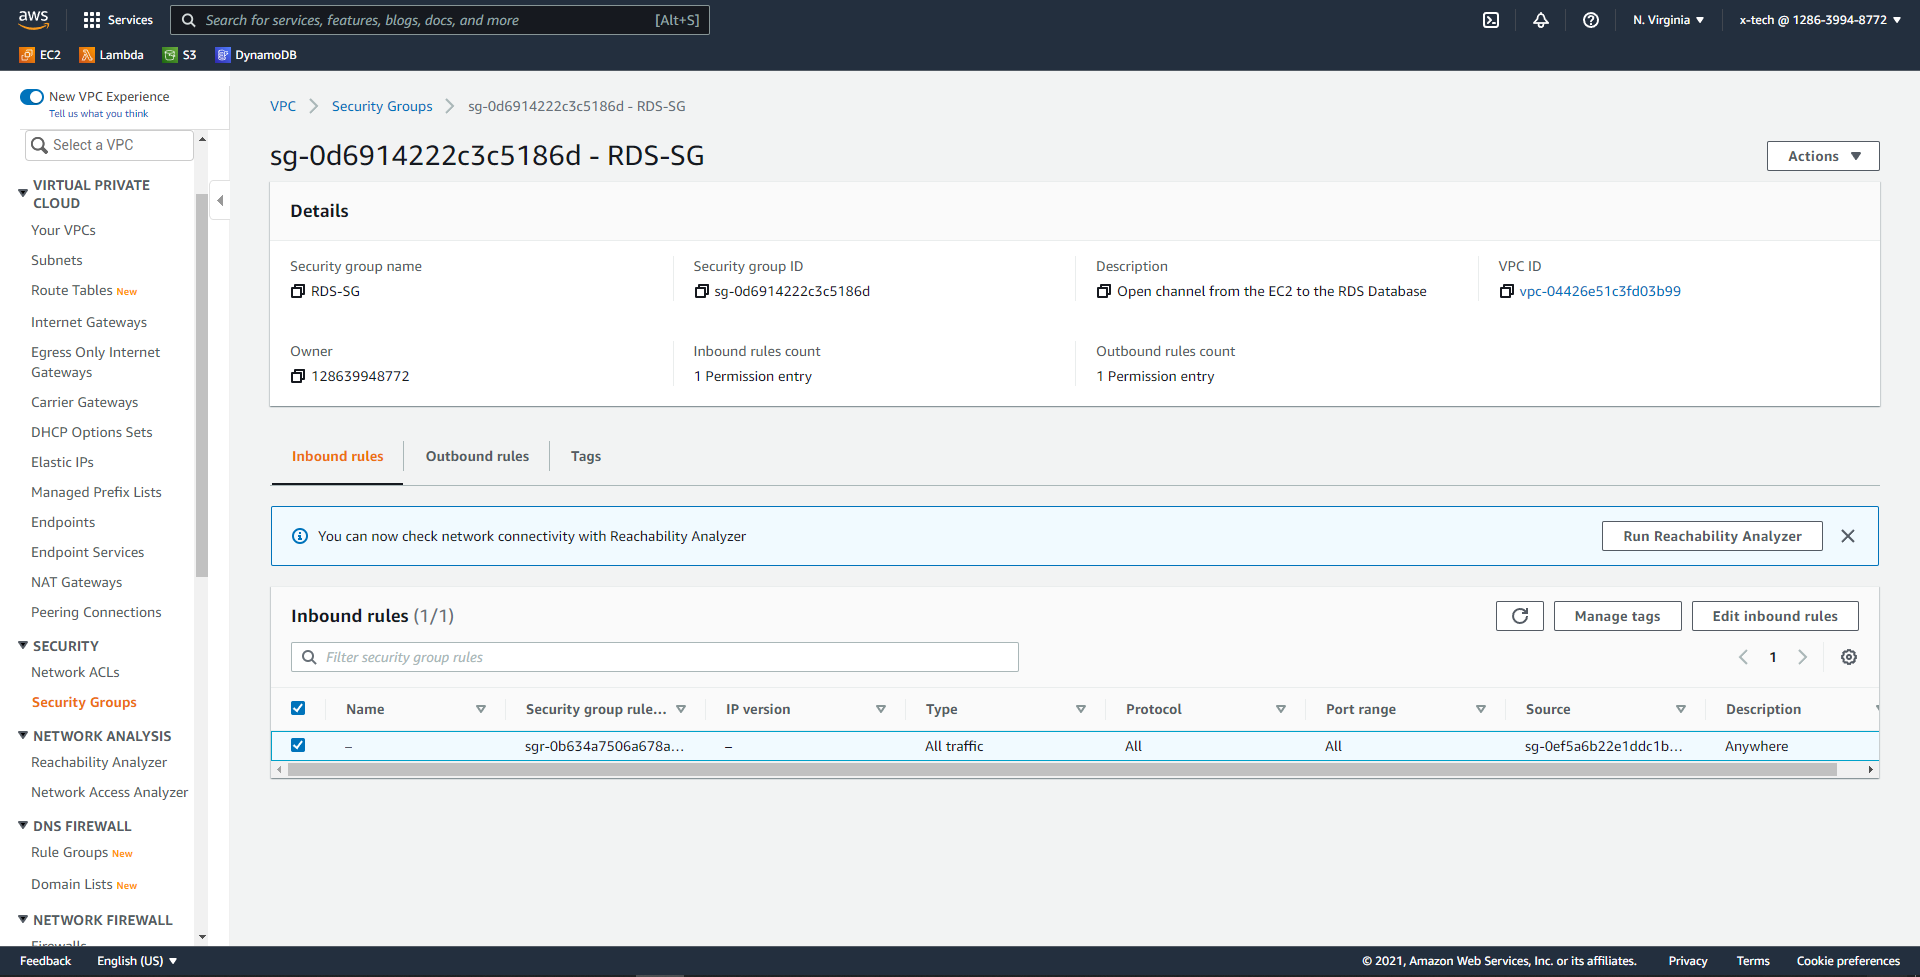 aws Services Search for services, features, blogs, docs, and more [Alt+S] N. Virginia x-tech @ 1286-3994-8772
EC2 Lambda S3 DynamoDB
New VPC Experience
Tell us what you think
Select a VPC
VIRTUAL PRIVATE
CLOUD
Your VPCs
Subnets
Route Tables New
Internet Gateways
Egress Only Internet
Gateways
Carrier Gateways
DHCP Options Sets
Elastic IPs
Managed Prefix Lists
Endpoints
Endpoint Services
NAT Gateways
Peering Connections
SECURITY
Network ACLs
Security Groups
NETWORK ANALYSIS
Reachability Analyzer
Network Access Analyzer
DNS FIREWALL
Rule Groups New
Domain Lists New
NETWORK FIREWALL
Firewalls
VPC Security Groups sg-0d6914222c3c5186d - RDS-SG
sg-0d6914222c3c5186d - RDS-SG
Actions
Details
Security group name
RDS-SG
Security group ID
sg-0d6914222c3c5186d
Description
Open channel from the EC2 to the RDS Database
VPC ID
vpc-04426e51c3fd03b99
Owner
128639948772
Inbound rules count
1 Permission entry
Outbound rules count
1 Permission entry
Inbound rules Outbound rules Tags
You can now check network connectivity with Reachability Analyzer
Run Reachability Analyzer
Inbound rules (1/1)
Manage tags Edit inbound rules
Filter security group rules
1
Name Security group rule... IP version Type Protocol Port range Source Description
– sgr-0b634a7506a678a... – All traffic All All sg-0ef5a6b22e1ddc1b... Anywhere
Feedback English (US) © 2021, Amazon Web Services, Inc. or its affiliates. Privacy Terms Cookie preferences